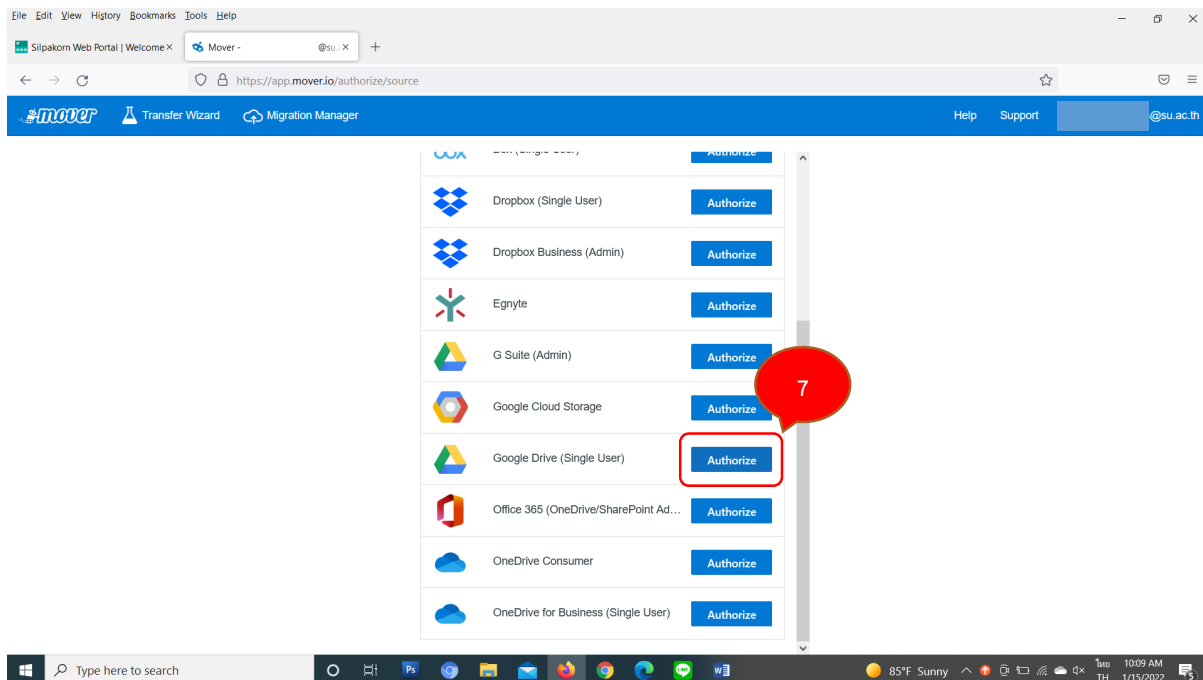 File Edit View History Bookmarks Tools Help
Silpakorn Web Portal | Welcome
Mover - @su.
https://app.mover.io/authorize/source
mover
Transfer Wizard
Migration Manager
Help
Support
@su.ac.th
Dropbox (Single User)
Authorize
Dropbox Business (Admin)
Authorize
Egnyte
Authorize
G Suite (Admin)
Authorize
7
Google Cloud Storage
Authorize
Google Drive (Single User)
Authorize
Office 365 (OneDrive/SharePoint Ad...
Authorize
OneDrive Consumer
Authorize
OneDrive for Business (Single User)
Authorize
Type here to search
Ps
LINE
W
85°F Sunny
ไทย
TH
10:09 AM
1/15/2022